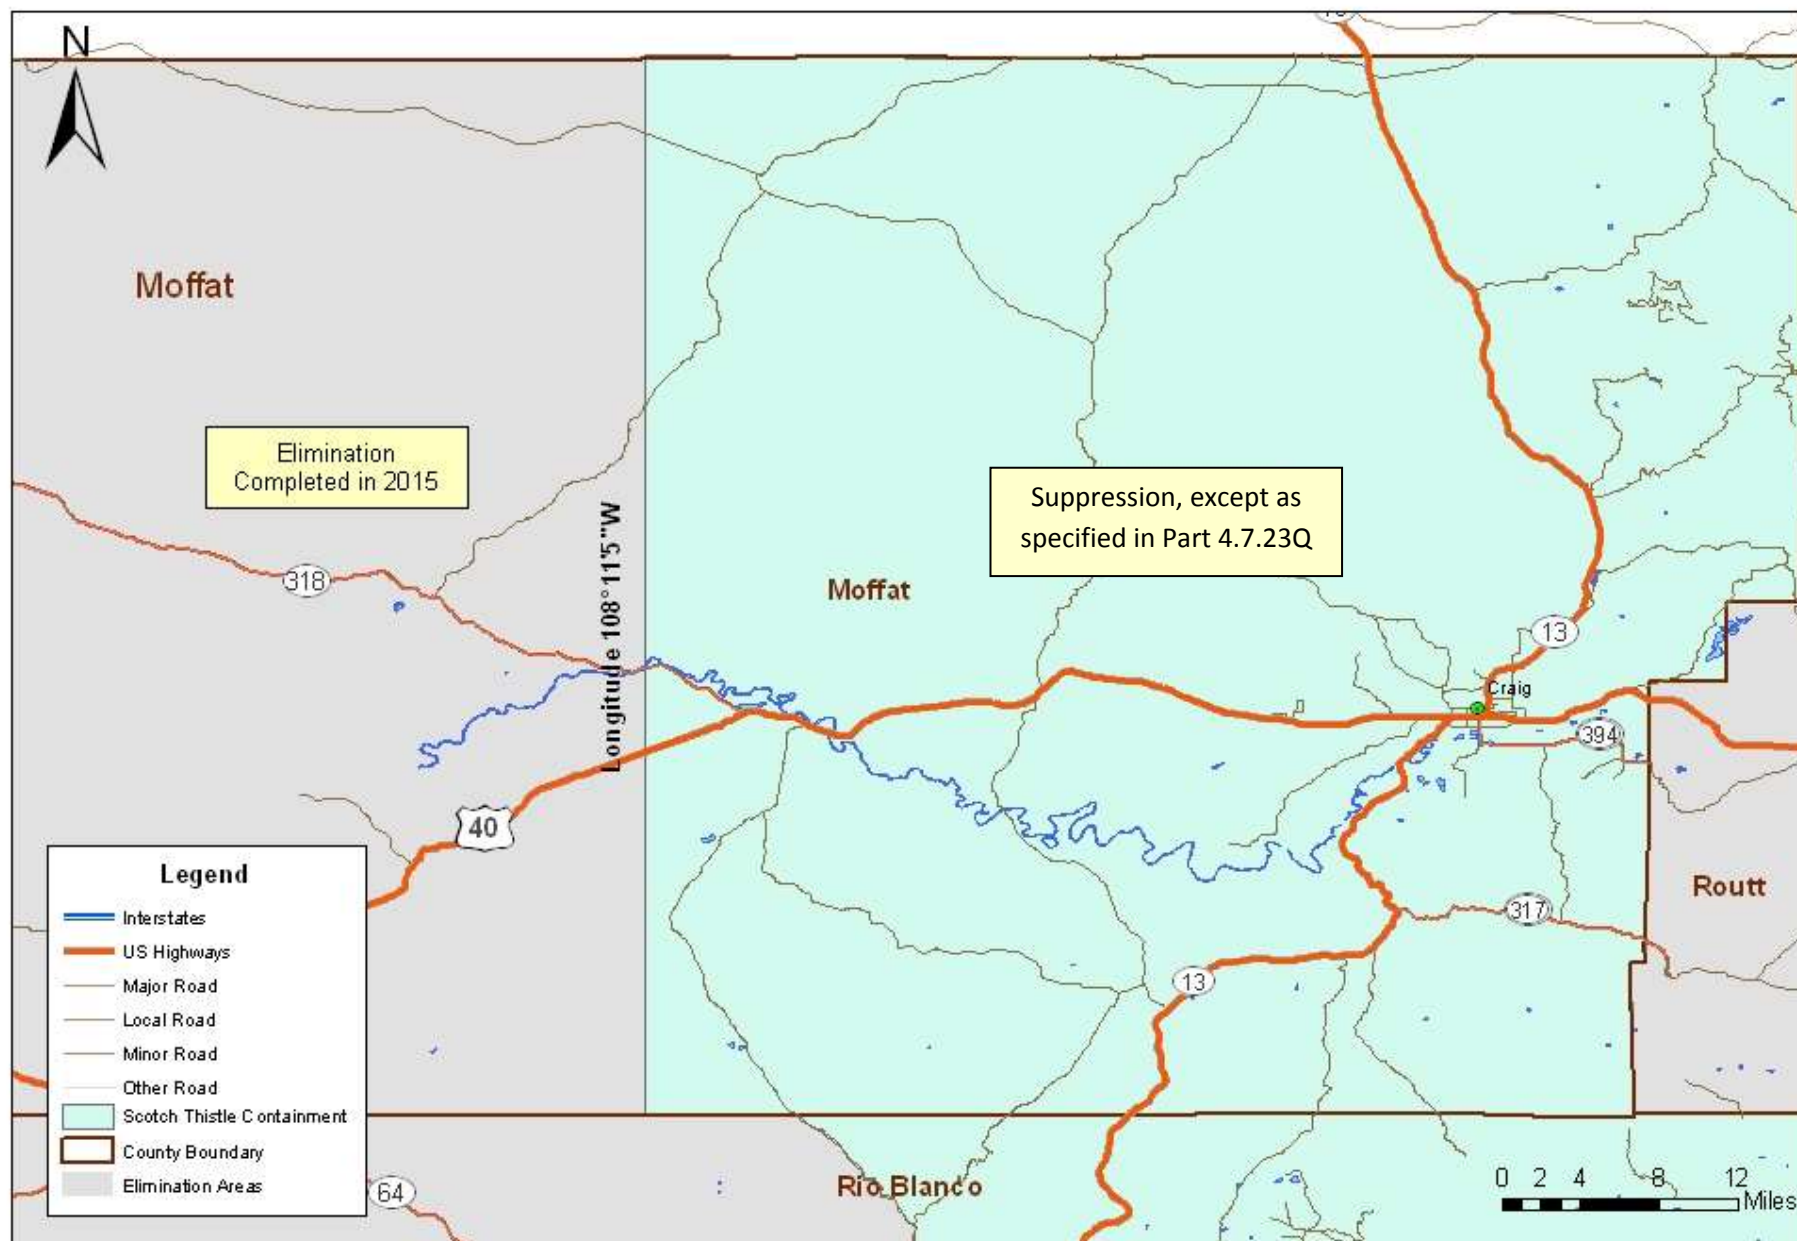 N
Moffat
Elimination
Completed in 2015
318
Longitude 108°11'5"W
Suppression, except as
specified in Part 4.7.23Q
Moffat
13
Craig
394
40
Routt
317
13
Legend
Interstates
US Highways
Major Road
Local Road
Minor Road
Other Road
Scotch Thistle Containment
County Boundary
Elimination Areas
64
Rio Blanco
0 2 4 8 12
Miles